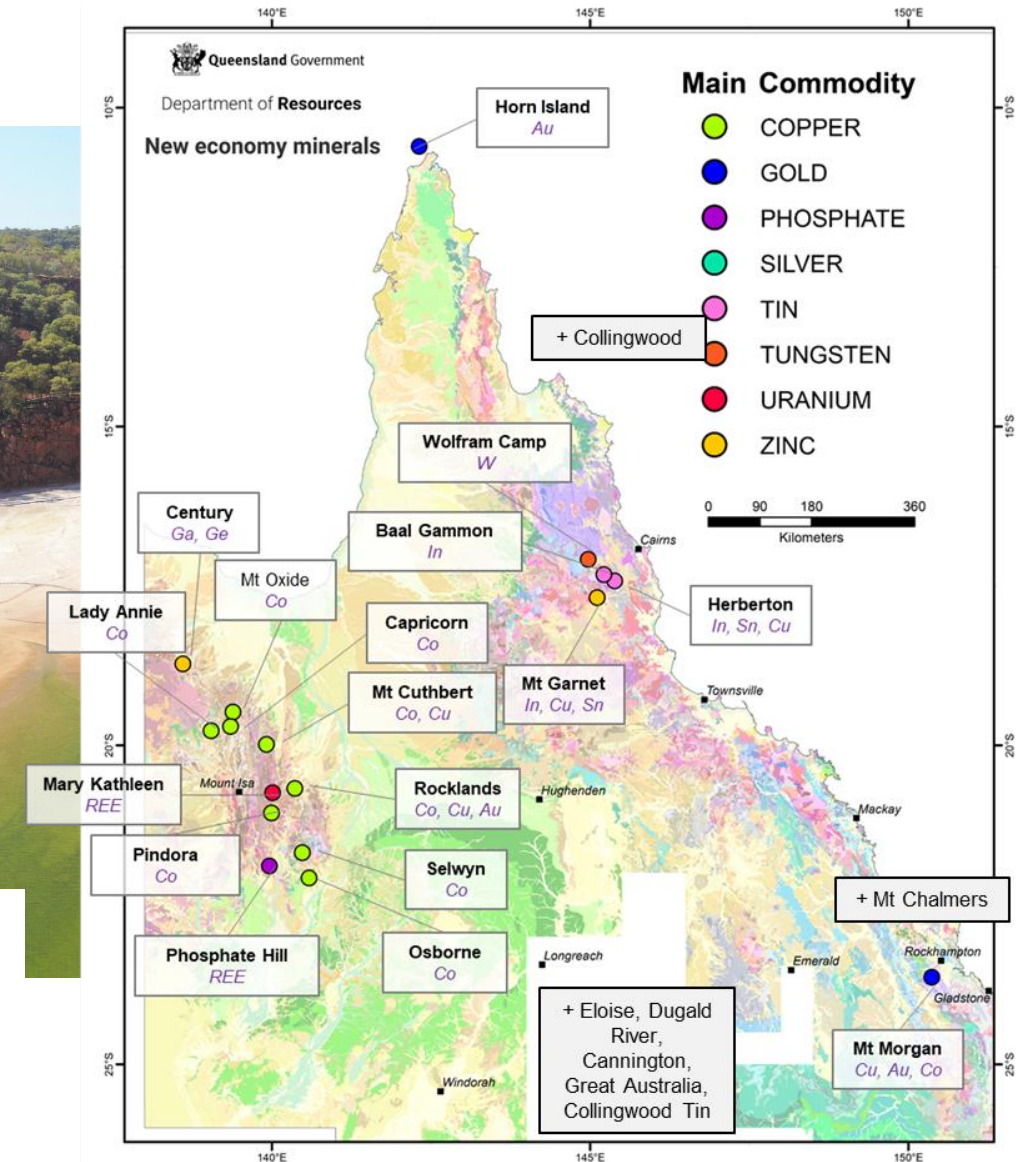 140°E 145°E 150°E
Queensland Government
Department of Resources
New economy minerals
Main Commodity
COPPER
GOLD
PHOSPHATE
SILVER
TIN
TUNGSTEN
URANIUM
ZINC
0 90 180 360
Kilometers
10°S
10°S
Horn Island
Au
+ Collingwood
15°S
15°S
Wolfram Camp
W
Century
Ga, Ge
Baal Gammon
In
Cairns
Mt Oxide
Co
Lady Annie
Co
Capricorn
Co
Herberton
In, Sn, Cu
Mt Cuthbert
Co, Cu
Mt Garnet
In, Cu, Sn
Townsville
20°S
20°S
Mary Kathleen
REE
Mount Isa
Rocklands
Co, Cu, Au
Hughenden
Mackay
Pindora
Co
Selwyn
Co
+ Mt Chalmers
Phosphate Hill
REE
Osborne
Co
Longreach
Emerald
Rockhampton
Gladstone
+ Eloise, Dugald
River,
Cannington,
Great Australia,
Collingwood Tin
Mt Morgan
Cu, Au, Co
25°S
25°S
Windorah
140°E 145°E 150°E